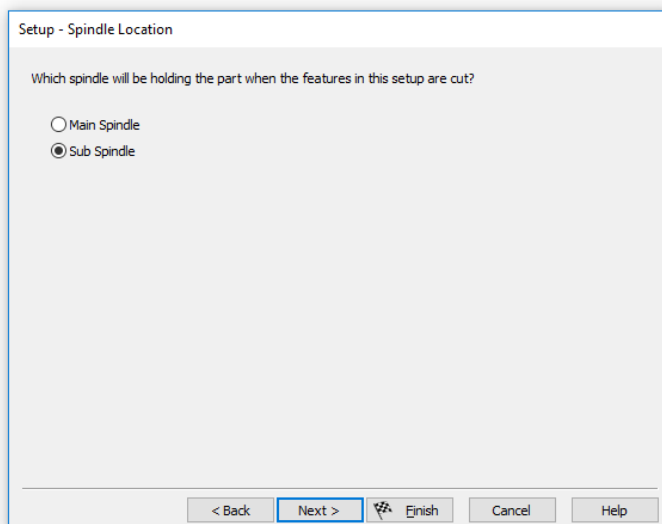 Setup - Spindle Location
Which spindle will be holding the part when the features in this setup are cut?
Main Spindle
Sub Spindle
< Back Next > Finish Cancel Help